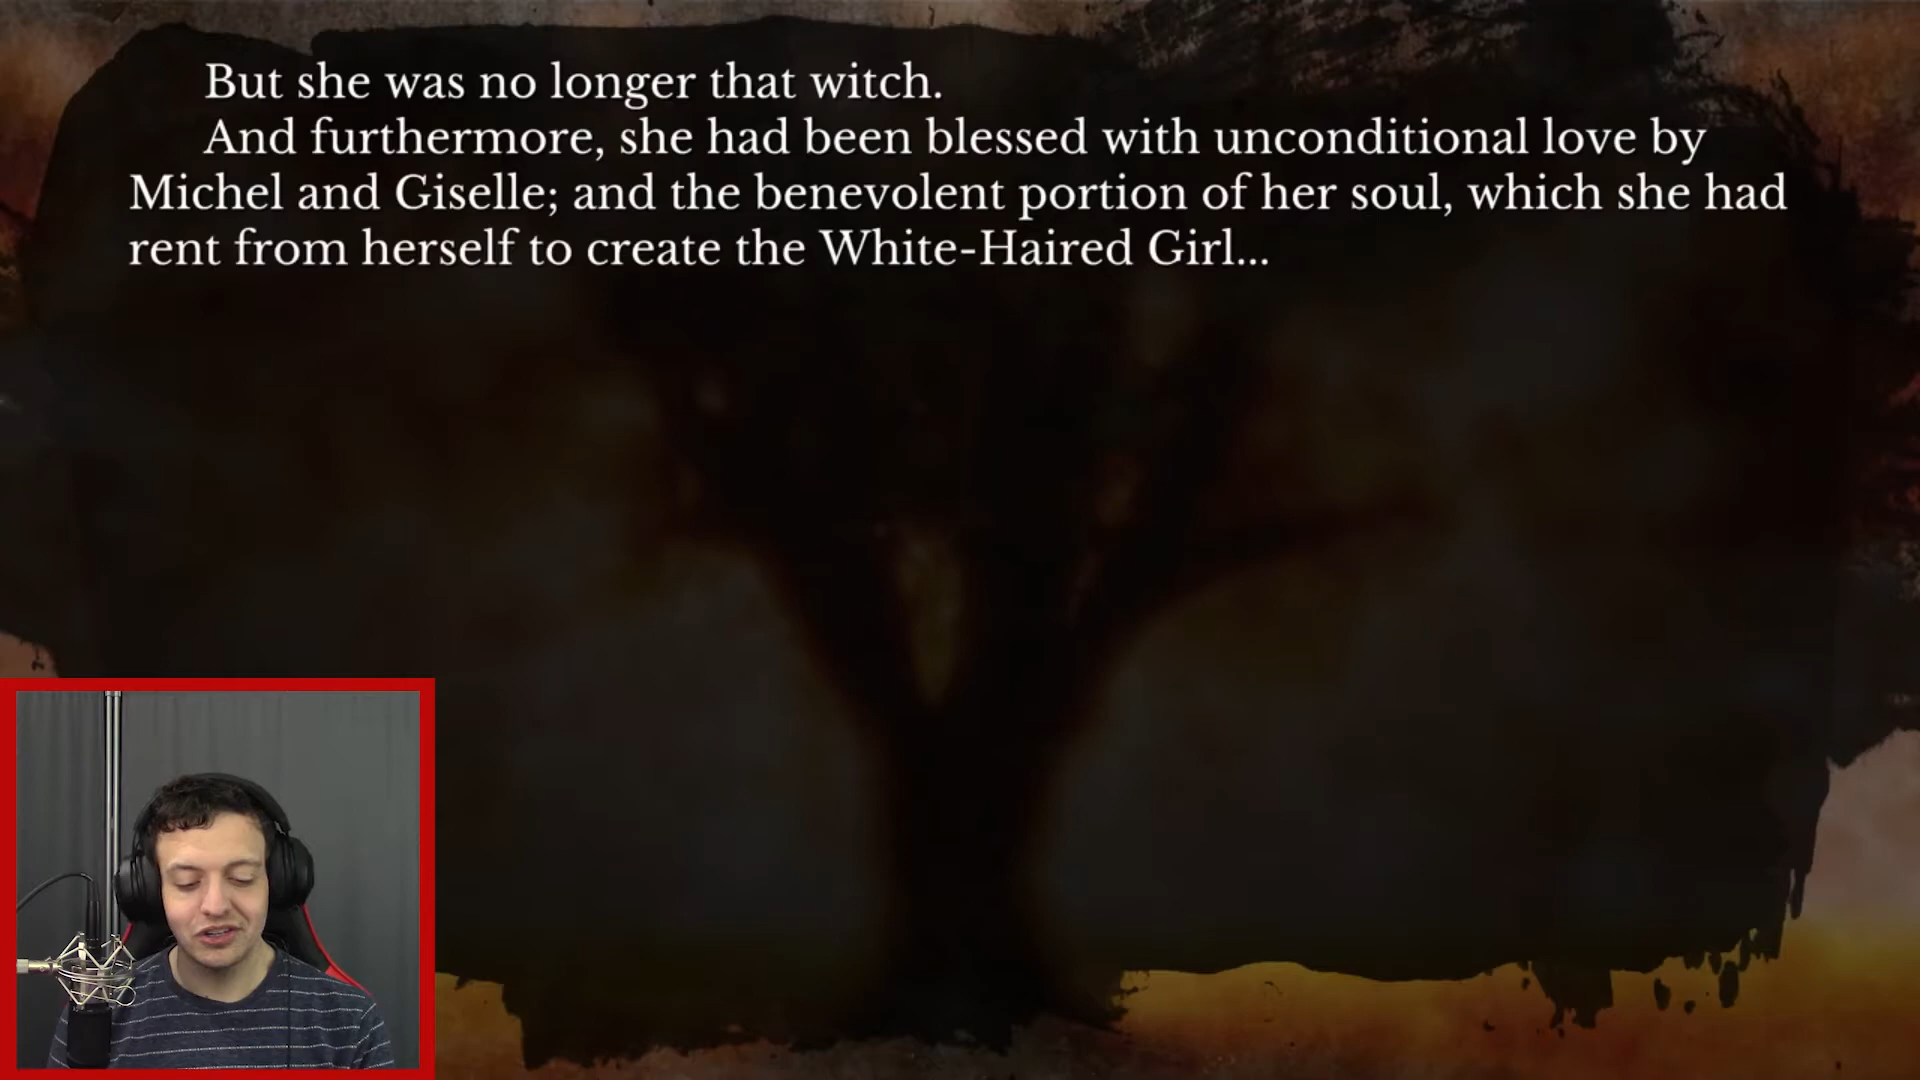 But she was no longer that witch.
And furthermore, she had been blessed with unconditional love by
Michel and Giselle; and the benevolent portion of her soul, which she had
rent from herself to create the White-Haired Girl...